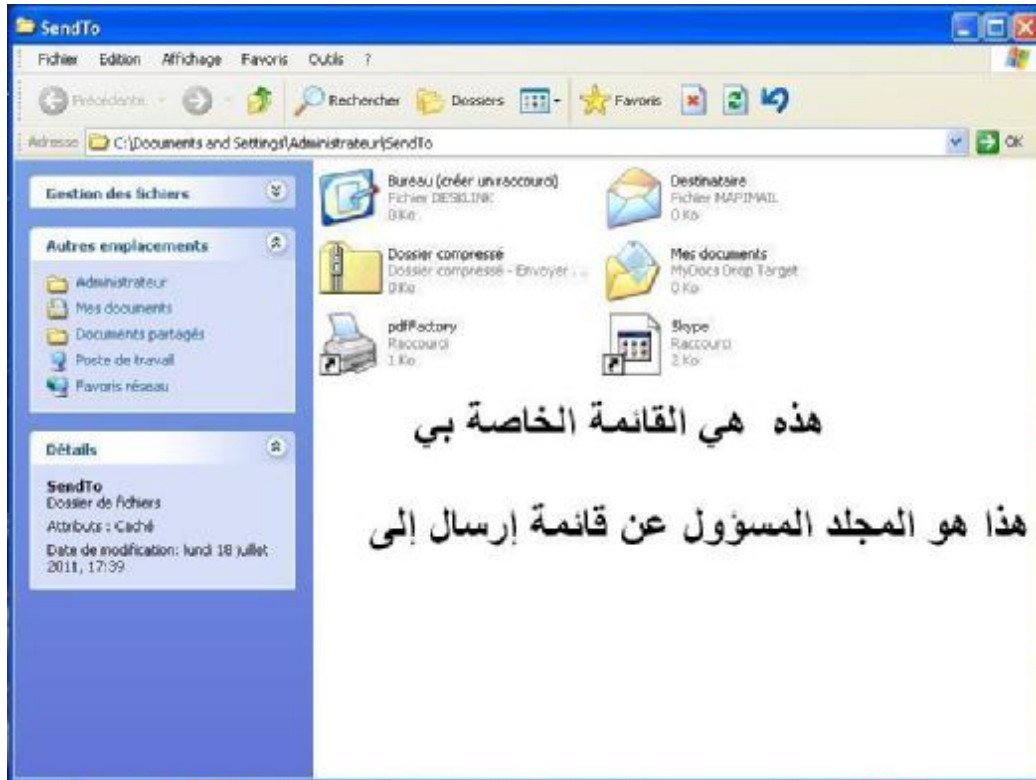 SendTo
Fichier Edition Affichage Favoris Outils ?
Précédente Rechercher Dossiers Favoris
Adresse C:\Documents and Settings\Administrateur\SendTo OK
Gestion des fichiers
Autres emplacements
Administrateur
Mes documents
Documents partagés
Poste de travail
Favoris réseau
Détails
SendTo
Dossier de fichiers
Attributs : Caché
Date de modification: lundi 18 juillet
2011, 17:39
Bureau (créer un raccourci)
Fichier DESKLINK
0 Ko
Destinataire
Fichier MAPIMAIL
0 Ko
Dossier compressé
Dossier compressé - Envoyer ...
0 Ko
Mes documents
MyDocs Drop Target
0 Ko
pdfFactory
Raccourci
1 Ko
Skype
Raccourci
2 Ko
هذه هي القائمة الخاصة بي
هذا هو المجلد المسؤول عن قائمة إرسال إلى